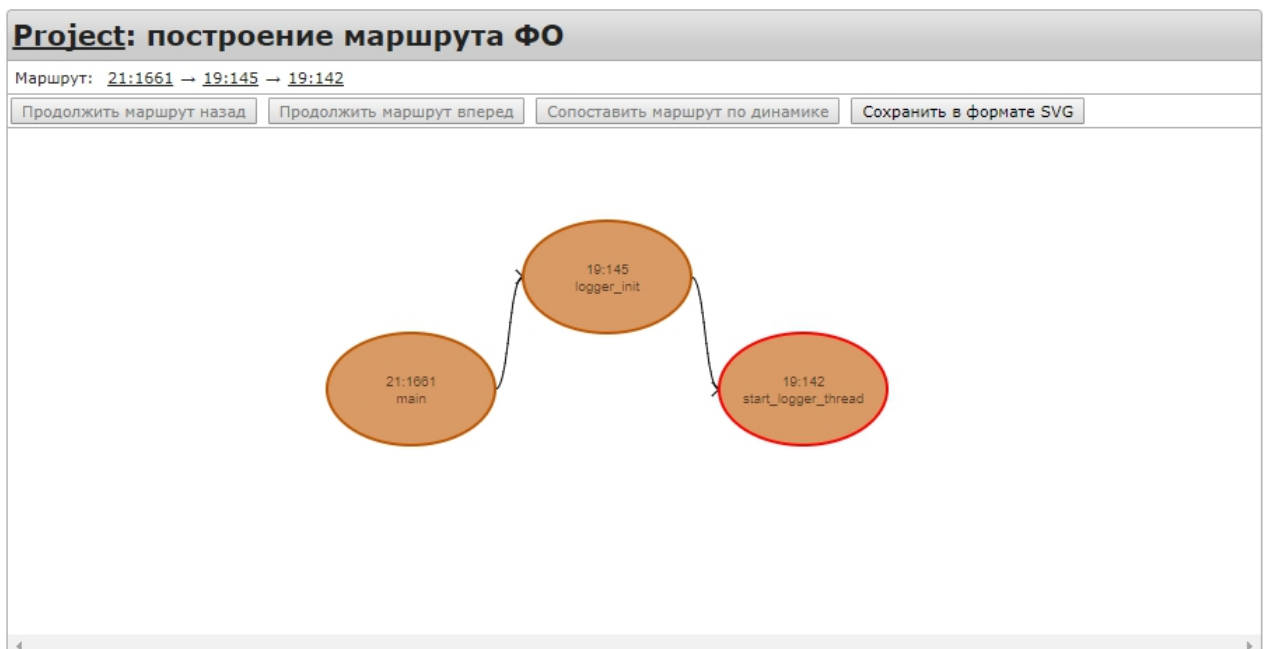 Project: построение маршрута ФО
Маршрут: 21:1661 → 19:145 → 19:142
Продолжить маршрут назад Продолжить маршрут вперед Сопоставить маршрут по динамике Сохранить в формате SVG
19:145
logger_init
21:1661
main
19:142
start_logger_thread